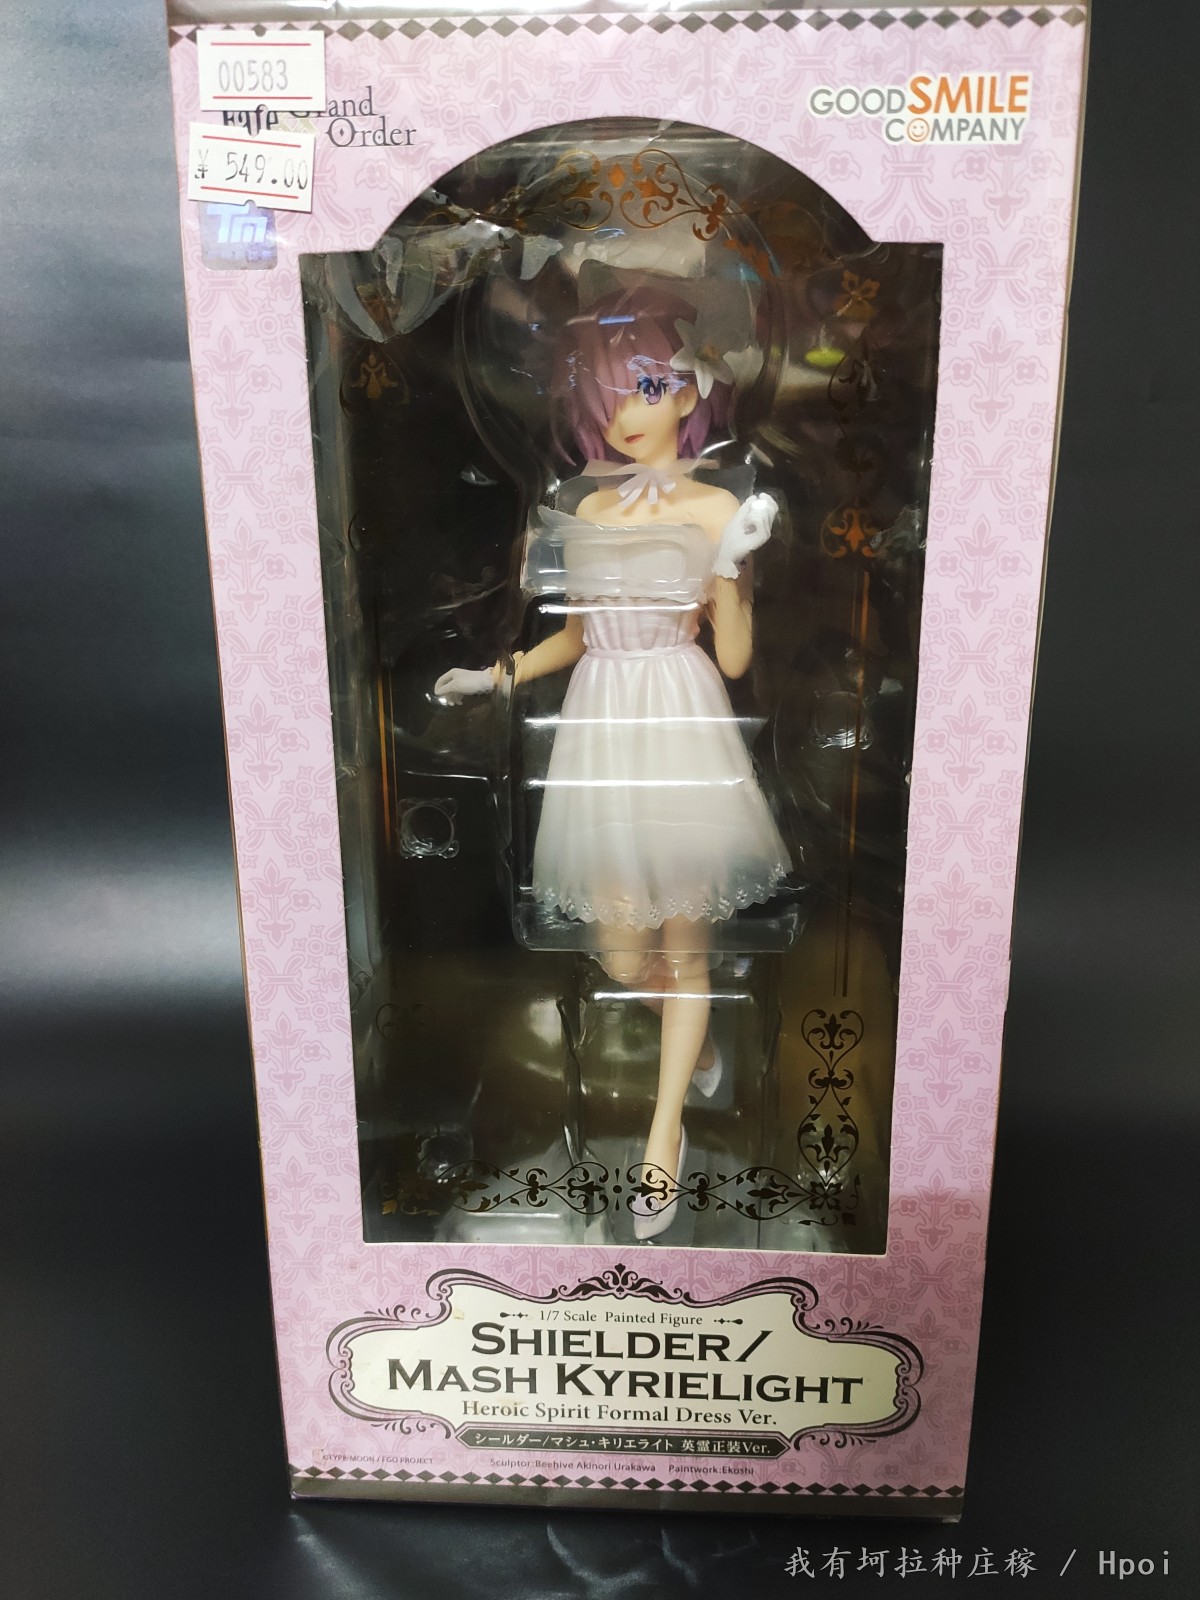 00583
Fate Grand
Order
GOOD SMILE
COMPANY
¥ 549.00
TM
1/7 Scale Painted Figure
SHIELDER/
MASH KYRIELIGHT
Heroic Spirit Formal Dress Ver.
シールダー/マシュ・キリエライト 英霊正装Ver.
©TYPE-MOON / FGO PROJECT
Sculptor:Beehive Akinori Urakawa Paintwork:Ekoshi
我有坷拉种庄稼 / Hpoi